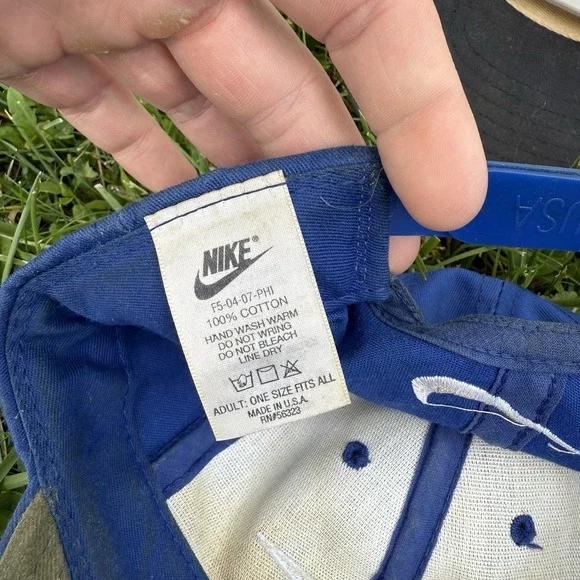 NIKE®
F5-04-07-PHI
100% COTTON
HAND WASH WARM
DO NOT WRING
DO NOT BLEACH
LINE DRY
ADULT: ONE SIZE FITS ALL
MADE IN U.S.A.
RN#56323
USA